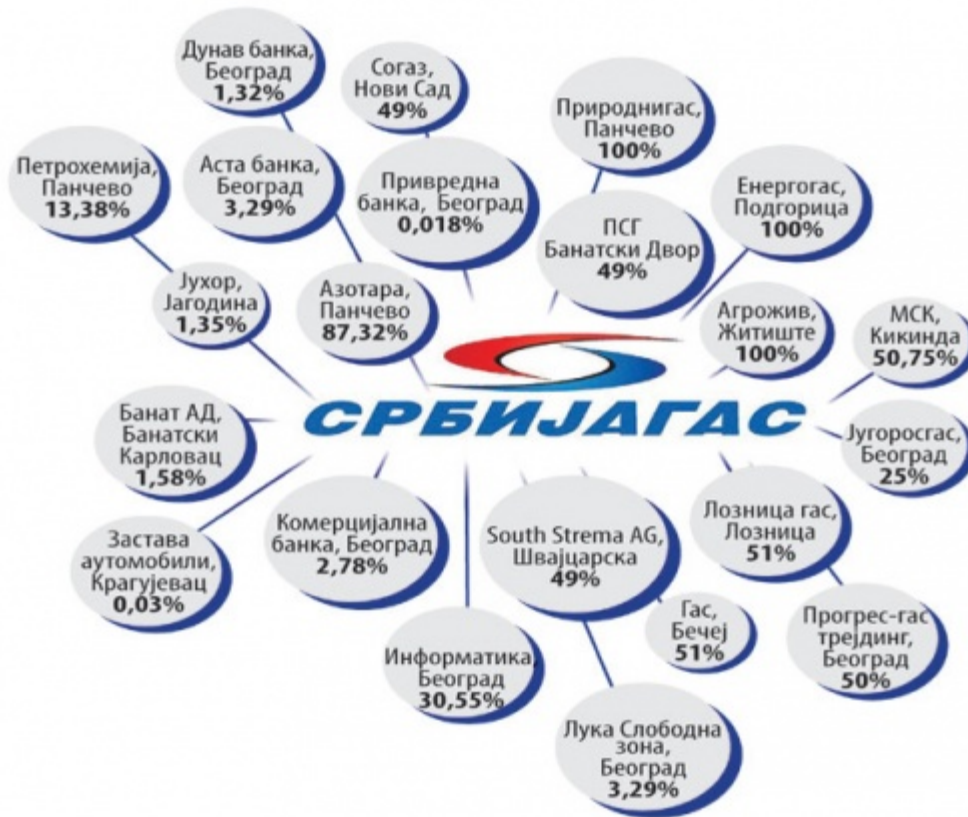 Дунав банка,
Београд
1,32%
Согаз,
Нови Сад
49%
Природнигас,
Панчево
100%
Петрохемија,
Панчево
13,38%
Аста банка,
Београд
3,29%
Привредна
банка, Београд
0,018%
ПСГ
Банатски Двор
49%
Енергогас,
Подгорица
100%
Јухор,
Јагодина
1,35%
Азотара,
Панчево
87,32%
Агрожив,
Житиште
100%
МСК,
Кикинда
50,75%
СРБИЈАГАС
Банат АД,
Банатски
Карловац
1,58%
Југоросгас,
Београд
25%
Застава
аутомобили,
Крагујевац
0,03%
Комерцијална
банка, Београд
2,78%
South Strema AG,
Швајцарска
49%
Лозница гас,
Лозница
51%
Информатика,
Београд
30,55%
Гас,
Бечеј
51%
Прогрес-гас
трејдинг,
Београд
50%
Лука Слободна
зона,
Београд
3,29%